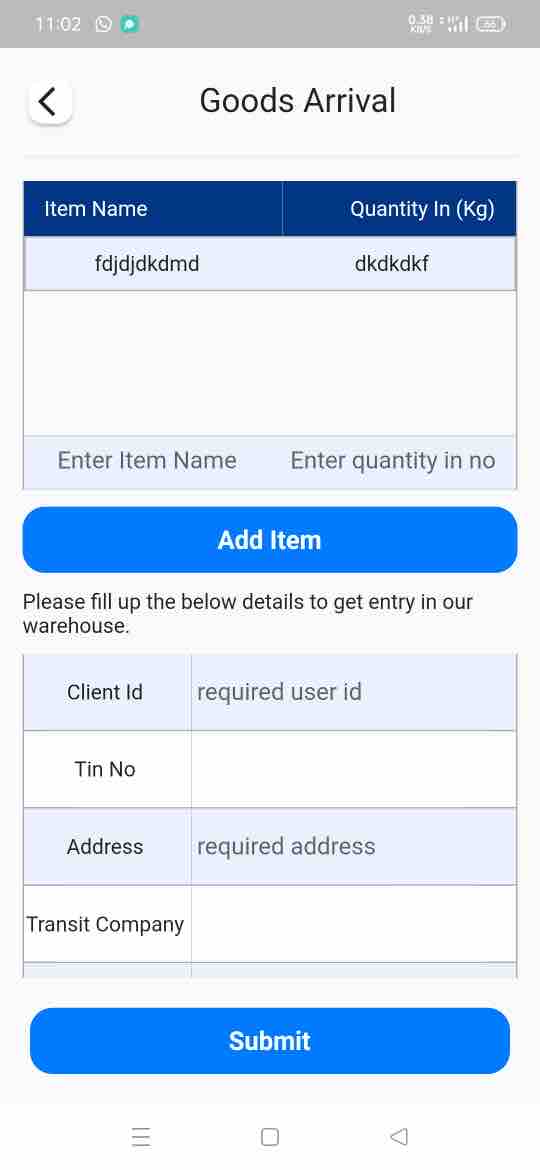 11:02 0.38 KB/S 66
Goods Arrival
Item Name Quantity In (Kg)
fdjdjdkdmd dkdkdkf
Enter Item Name Enter quantity in no
Add Item
Please fill up the below details to get entry in our
warehouse.
Client Id required user id
Tin No
Address required address
Transit Company
Submit